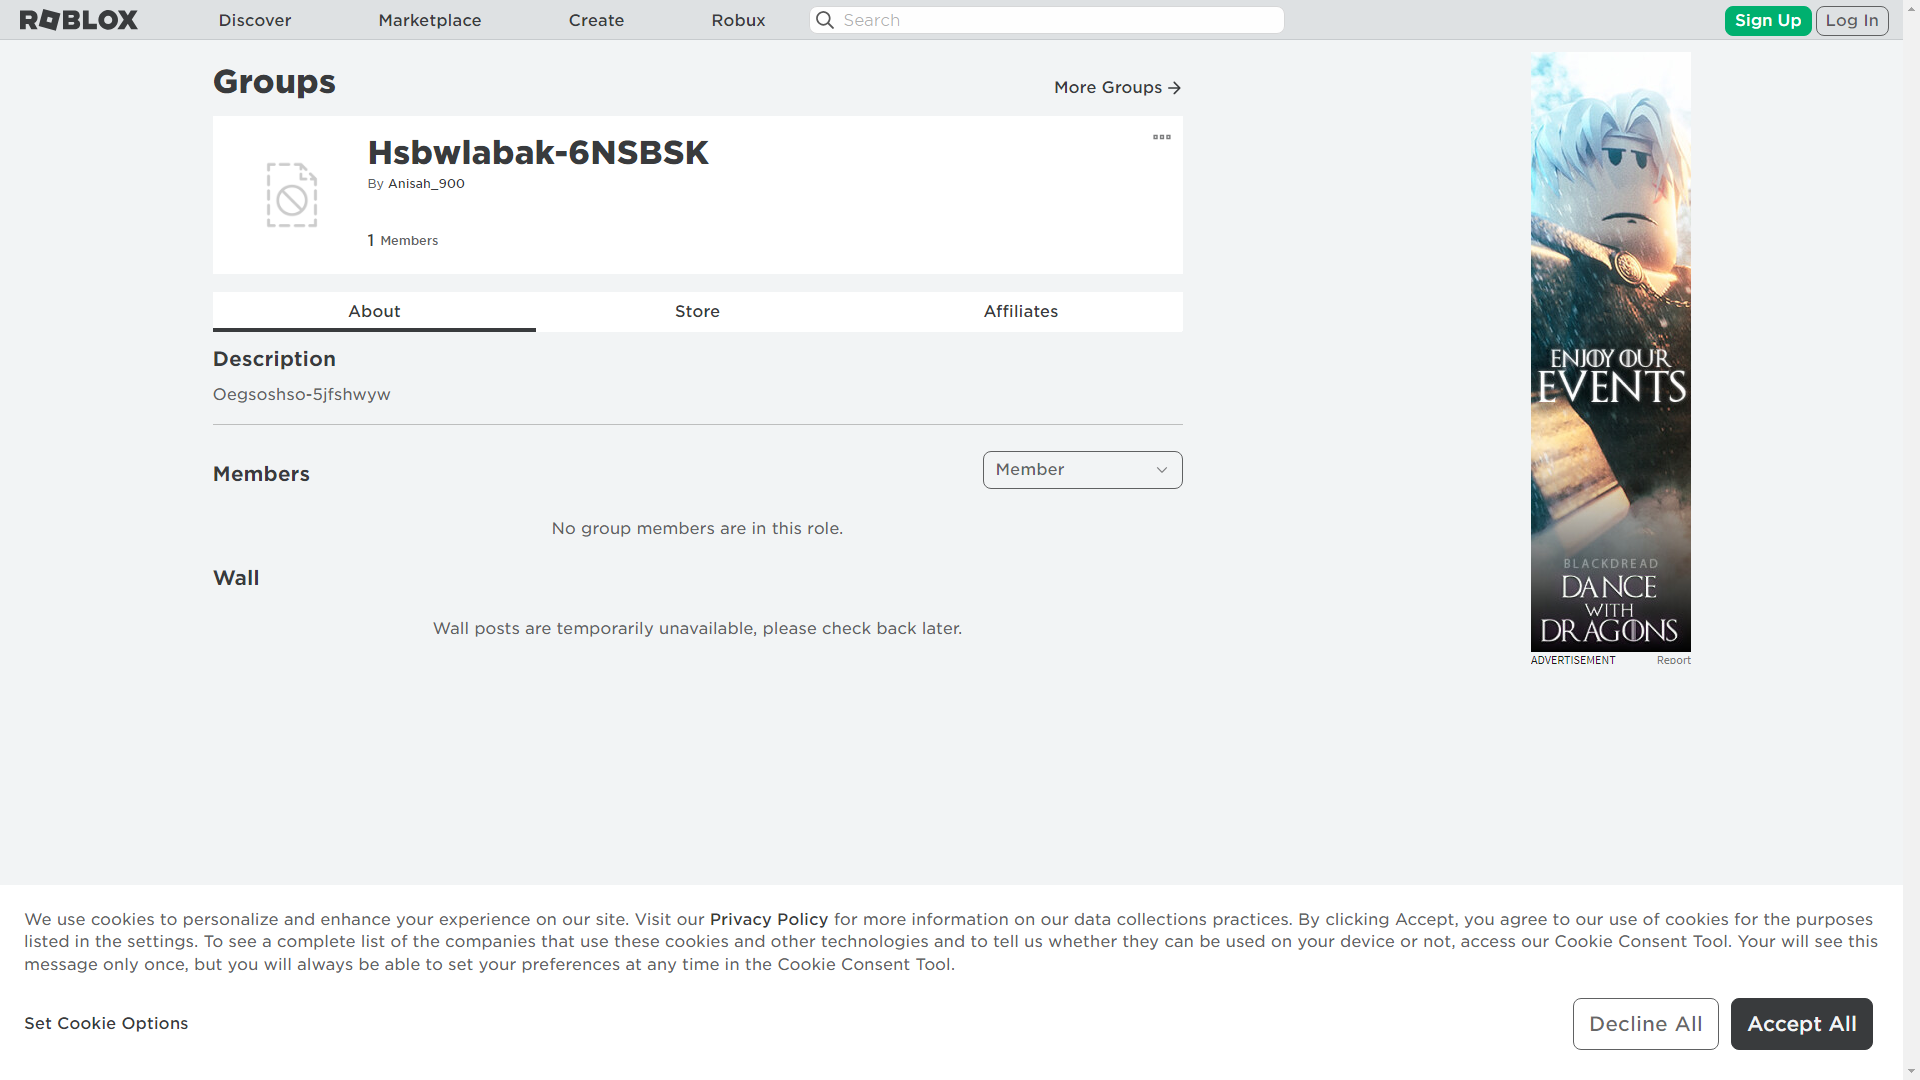 ROBLOX Discover Marketplace Create Robux Search Sign Up Log In
Groups
More Groups
Hsbwlabak-6NSBSK
By Anisah_900
1 Members
About Store Affiliates
Description
Oegsoshso-5jfshwyw
Members
Member
No group members are in this role.
Wall
Wall posts are temporarily unavailable, please check back later.
ENJOY OUR
EVENTS
BLACKDREAD
DANCE
WITH
DRAGONS
ADVERTISEMENT Report
We use cookies to personalize and enhance your experience on our site. Visit our Privacy Policy for more information on our data collections practices. By clicking Accept, you agree to our use of cookies for the purposes
listed in the settings. To see a complete list of the companies that use these cookies and other technologies and to tell us whether they can be used on your device or not, access our Cookie Consent Tool. Your will see this
message only once, but you will always be able to set your preferences at any time in the Cookie Consent Tool.
Set Cookie Options
Decline All
Accept All